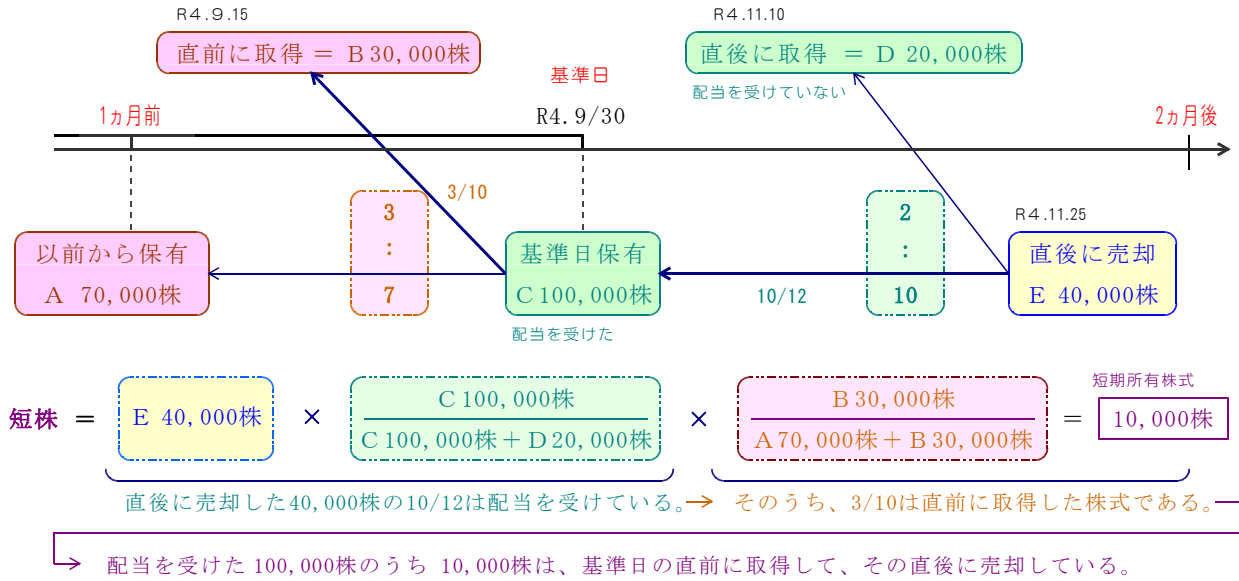 R4.9.15
直前に取得 ＝ B 30,000株
R4.11.10
直後に取得 ＝ D 20,000株
配当を受けていない
基準日
R4.9/30
1ヵ月前
2ヵ月後
3/10
3
:
7
2
:
10
R4.11.25
以前から保有
A 70,000株
基準日保有
C 100,000株
配当を受けた
10/12
直後に売却
E 40,000株
短株 ＝ E 40,000株 × C 100,000株 / C 100,000株＋D 20,000株 × B 30,000株 / A 70,000株＋B 30,000株 ＝ 10,000株
短期所有株式
直後に売却した40,000株の10/12は配当を受けている。→ そのうち、3/10は直前に取得した株式である。
配当を受けた 100,000株のうち 10,000株は、基準日の直前に取得して、その直後に売却している。